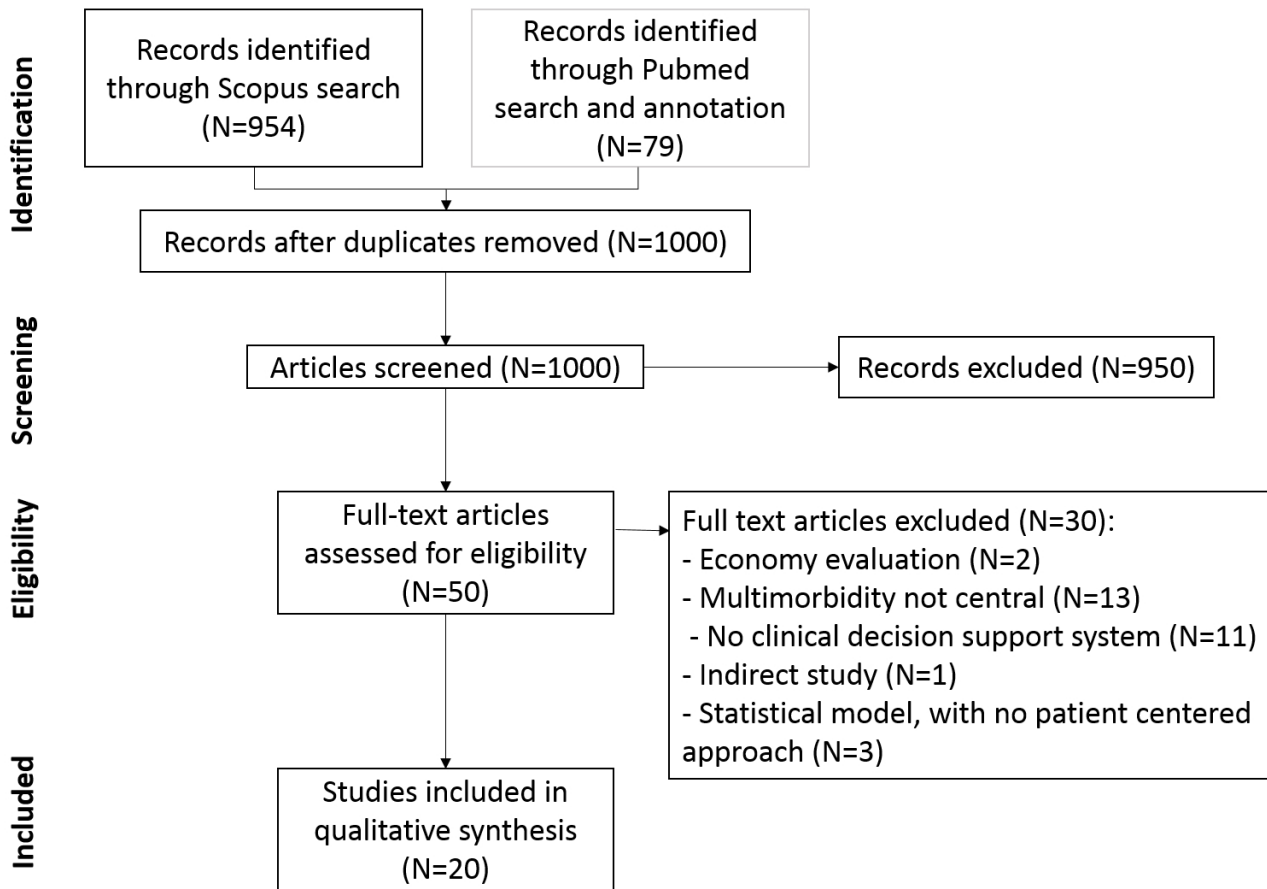 Identification
Records identified
through Scopus search
(N=954)
Records identified
through Pubmed
search and annotation
(N=79)
Records after duplicates removed (N=1000)
Screening
Articles screened (N=1000)
Records excluded (N=950)
Eligibility
Full-text articles
assessed for eligibility
(N=50)
Full text articles excluded (N=30):
- Economy evaluation (N=2)
- Multimorbidity not central (N=13)
- No clinical decision support system (N=11)
- Indirect study (N=1)
- Statistical model, with no patient centered
approach (N=3)
Included
Studies included in
qualitative synthesis
(N=20)